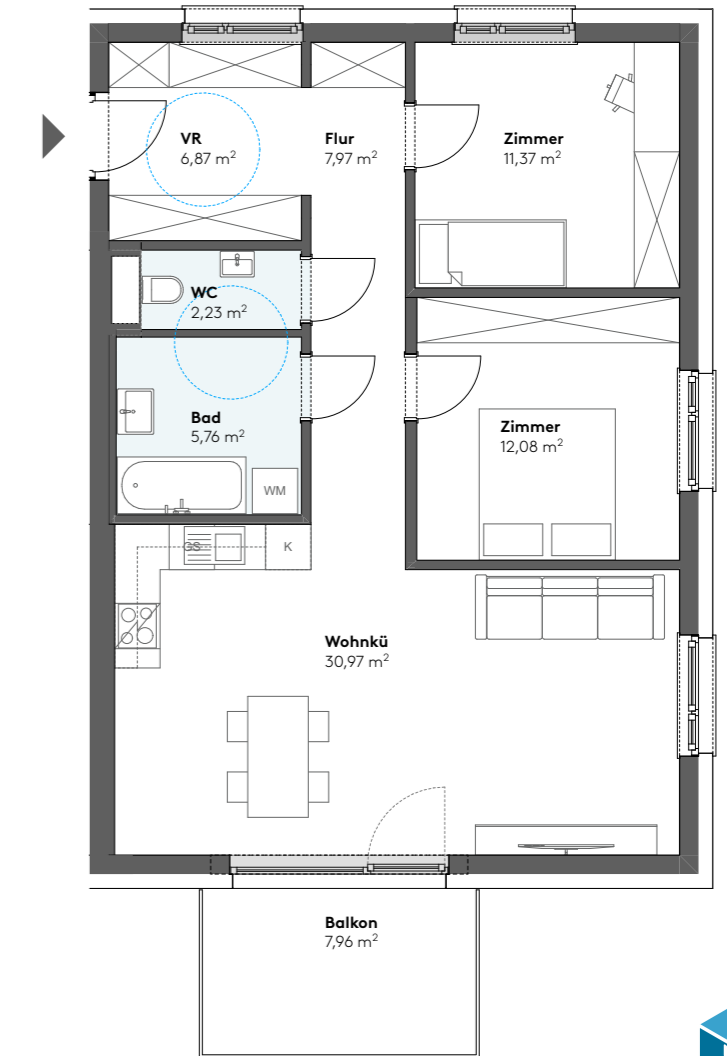 VR
6,87 m²
Flur
7,97 m²
Zimmer
11,37 m²
WC
2,23 m²
Bad
5,76 m²
WM
Zimmer
12,08 m²
GS
K
Wohnkü
30,97 m²
Balkon
7,96 m²